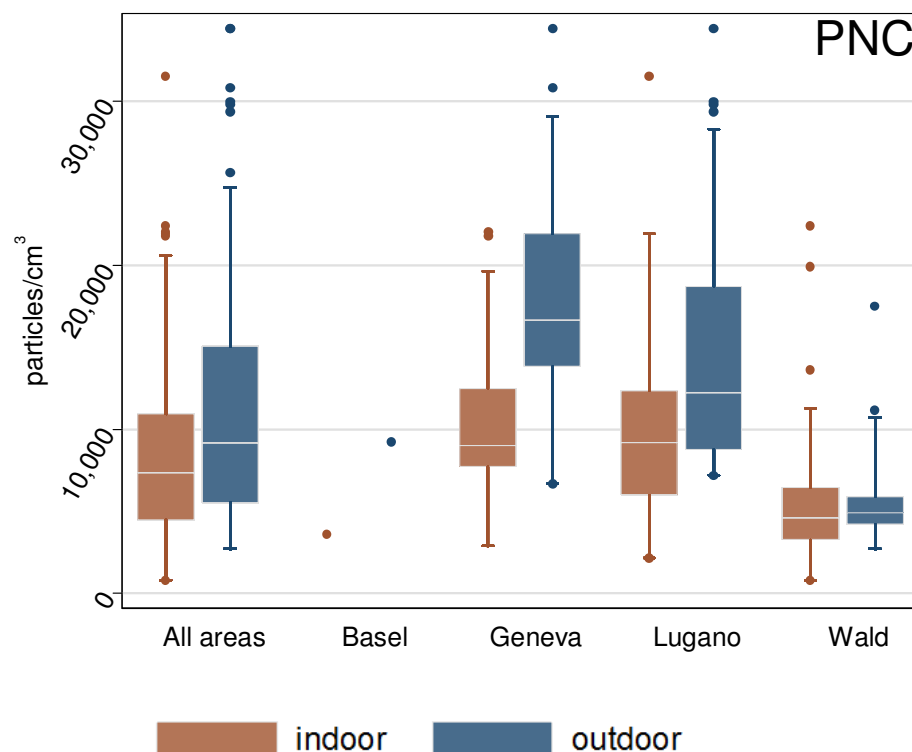 PNC
particles/cm³
30,000
20,000
10,000
0
All areas Basel Geneva Lugano Wald
indoor outdoor